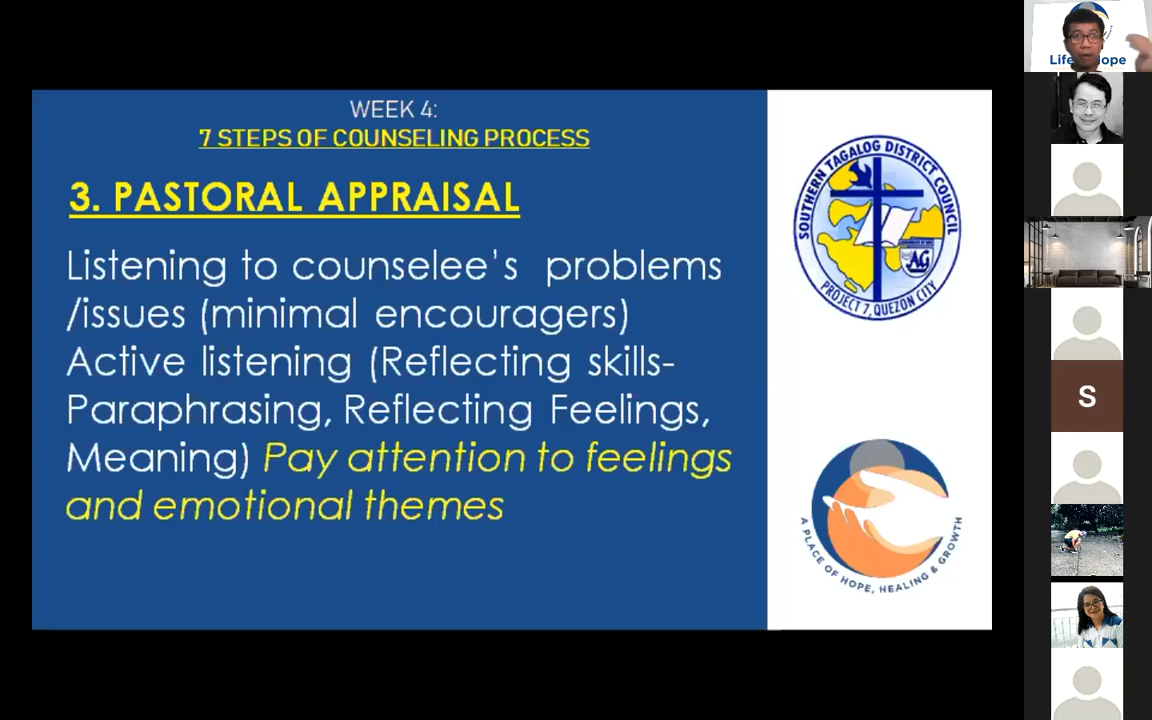 WEEK 4:
7 STEPS OF COUNSELING PROCESS
3. PASTORAL APPRAISAL
Listening to counselee's problems
/issues (minimal encouragers)
Active listening (Reflecting skills-
Paraphrasing, Reflecting Feelings,
Meaning) Pay attention to feelings
and emotional themes
SOUTHERN TAGALOG DISTRICT COUNCIL
AG
PROJECT 7, QUEZON CITY
A PLACE OF HOPE, HEALING & GROWTH
S